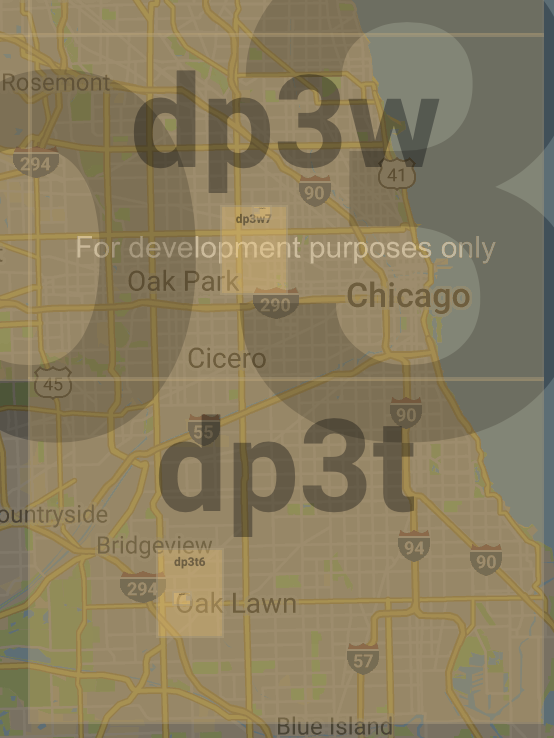 Rosemont
dp3w
294
90
41
dp3w7
For development purposes only
Oak Park
290
Chicago
Cicero
45
90
55
dp3t
ountryside
Bridgeview
94
90
dp3t6
294
Oak Lawn
57
Blue Island